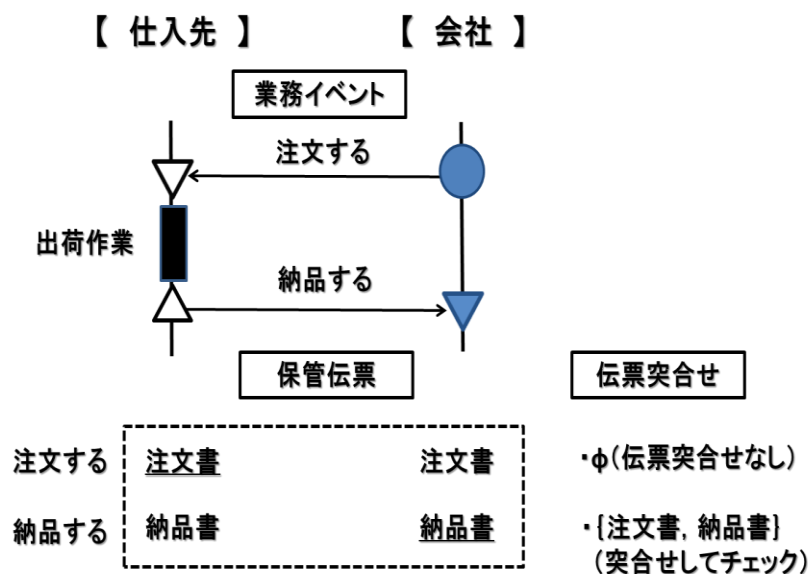 【 仕入先 】 【 会社 】
業務イベント
注文する
出荷作業
納品する
保管伝票 伝票突合せ
注文する 注文書 注文書 ・φ(伝票突合せなし)
納品する 納品書 納品書 ・{注文書, 納品書}
(突合せしてチェック)